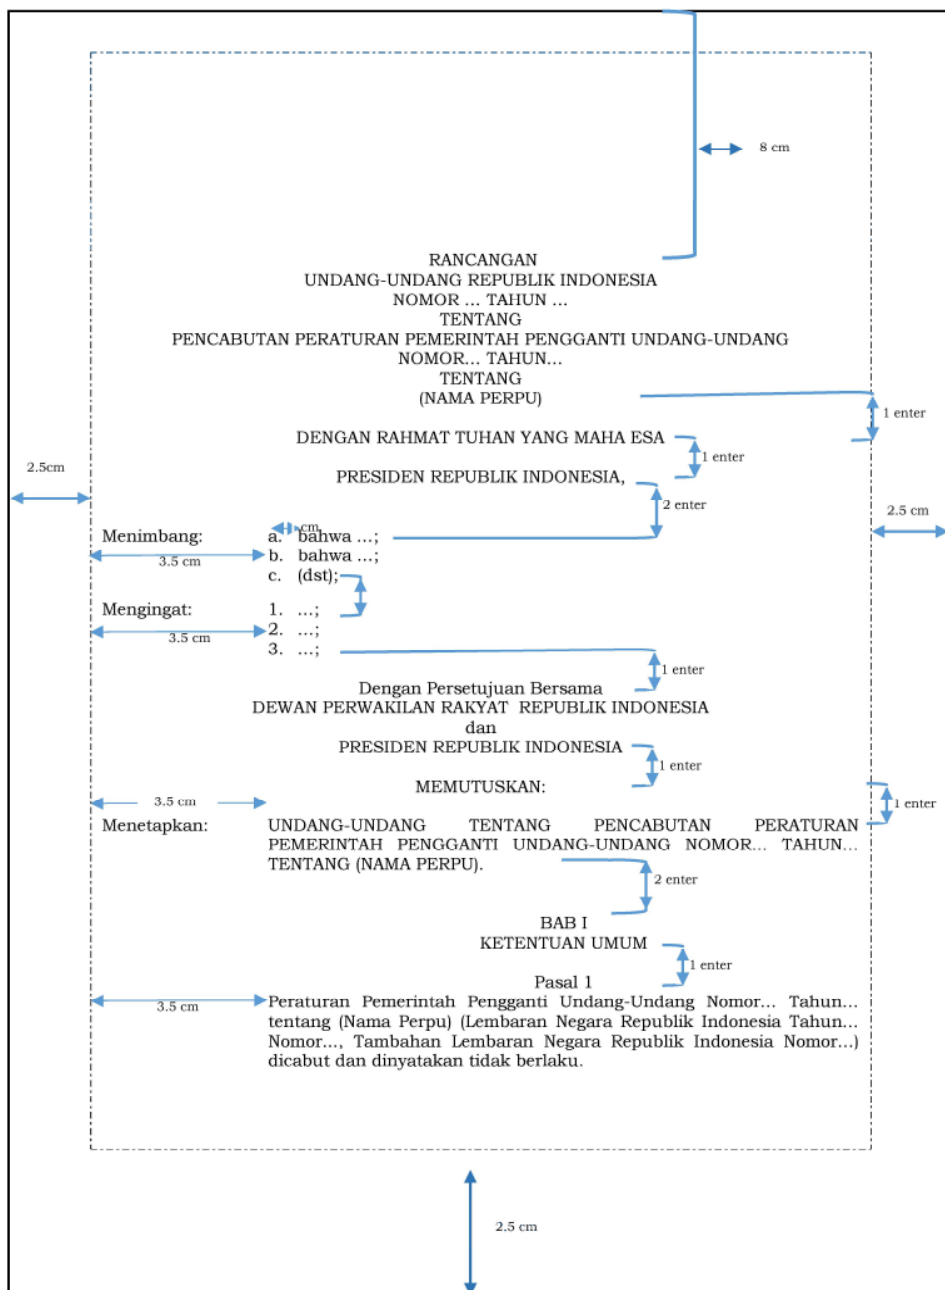 8 cm
RANCANGAN
UNDANG-UNDANG REPUBLIK INDONESIA
NOMOR ... TAHUN ...
TENTANG
PENCABUTAN PERATURAN PEMERINTAH PENGGANTI UNDANG-UNDANG
NOMOR... TAHUN...
TENTANG
(NAMA PERPU)
1 enter
DENGAN RAHMAT TUHAN YANG MAHA ESA
1 enter
2.5cm
PRESIDEN REPUBLIK INDONESIA,
2 enter
2.5 cm
cm
Menimbang: a. bahwa ...;
3.5 cm b. bahwa ...;
c. (dst);
Mengingat: 1. ...;
3.5 cm 2. ...;
3. ...;
1 enter
Dengan Persetujuan Bersama
DEWAN PERWAKILAN RAKYAT REPUBLIK INDONESIA
dan
PRESIDEN REPUBLIK INDONESIA
1 enter
MEMUTUSKAN:
3.5 cm
1 enter
Menetapkan: UNDANG-UNDANG TENTANG PENCABUTAN PERATURAN
PEMERINTAH PENGGANTI UNDANG-UNDANG NOMOR... TAHUN...
TENTANG (NAMA PERPU).
2 enter
BAB I
KETENTUAN UMUM
1 enter
Pasal 1
3.5 cm Peraturan Pemerintah Pengganti Undang-Undang Nomor... Tahun...
tentang (Nama Perpu) (Lembaran Negara Republik Indonesia Tahun...
Nomor..., Tambahan Lembaran Negara Republik Indonesia Nomor...)
dicabut dan dinyatakan tidak berlaku.
2.5 cm